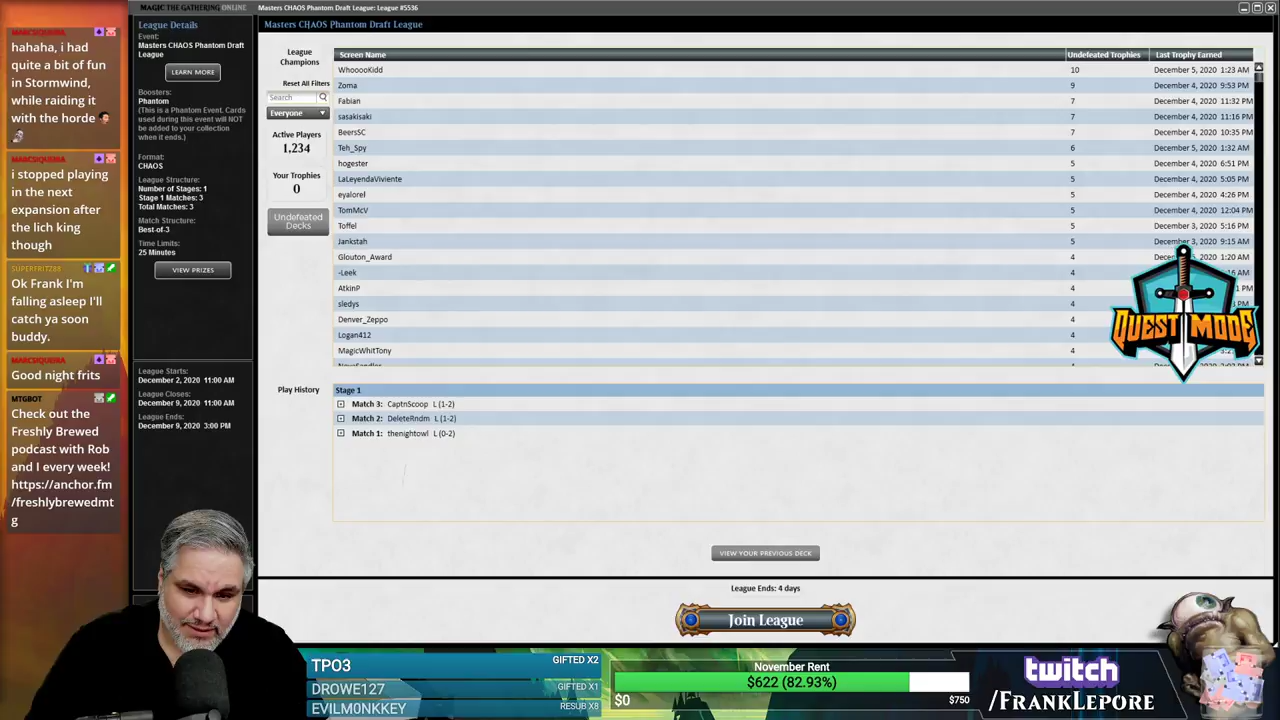 MAGIC THE GATHERING ONLINE
Masters CHAOS Phantom Draft League: League #5536
MARCSIQUEIRA
hahaha, i had
quite a bit of fun
in Stormwind,
while raiding it
with the horde
MARCSIQUEIRA
i stopped playing
in the next
expansion after
the lich king
though
SUPERFRITZ88
Ok Frank I'm
falling asleep I'll
catch ya soon
buddy.
MARCSIQUEIRA
Good night frits
MTGBOT
Check out the
Freshly Brewed
podcast with Rob
and I every week!
https://anchor.fm
/freshlybrewedmt
g
League Details
Event:
Masters CHAOS Phantom Draft
League
LEARN MORE
Boosters:
Phantom
(This is a Phantom Event. Cards
used during this event will NOT
be added to your collection
when it ends.)
Format:
CHAOS
League Structure:
Number of Stages: 1
Stage 1 Matches: 3
Total Matches: 3
Match Structure:
Best-of-3
Time Limits:
25 Minutes
VIEW PRIZES
League Starts:
December 2, 2020 11:00 AM
League Closes:
December 9, 2020 11:00 AM
League Ends:
December 9, 2020 3:00 PM
Masters CHAOS Phantom Draft League
League
Champions
Reset All Filters
Search
Everyone
Active Players
1,234
Your Trophies
0
Undefeated
Decks
Screen Name Undefeated Trophies Last Trophy Earned
WhooooKidd 10 December 5, 2020 1:23 AM
Zoma 9 December 4, 2020 9:53 PM
Fabian 7 December 4, 2020 11:32 PM
sasakisaki 7 December 4, 2020 11:16 PM
BeersSC 7 December 4, 2020 10:35 PM
Teh_Spy 6 December 5, 2020 1:32 AM
hogester 5 December 4, 2020 6:51 PM
LaLeyendaViviente 5 December 4, 2020 5:05 PM
eyalorel 5 December 4, 2020 4:26 PM
TomMcV 5 December 4, 2020 12:04 PM
Toffel 5 December 3, 2020 5:16 PM
Jankstah 5 December 3, 2020 9:15 AM
Glouton_Award 4 1:20 AM
-Leek 4 AM
AtkinP 4 PM
sledys 4 PM
Denver_Zeppo 4
Logan412 4
MagicWhitTony 4
QUEST MODE
Play History
Stage 1
Match 3: CaptnScoop L (1-2)
Match 2: DeleteRndm L (1-2)
Match 1: thenightowl L (0-2)
VIEW YOUR PREVIOUS DECK
League Ends: 4 days
Join League
TPO3 GIFTED X2
DROWE127 GIFTED X1
EVILM0NKKEY RESUB X8
November Rent
$622 (82.93%)
$0 $750
twitch
/FRANKLEPORE